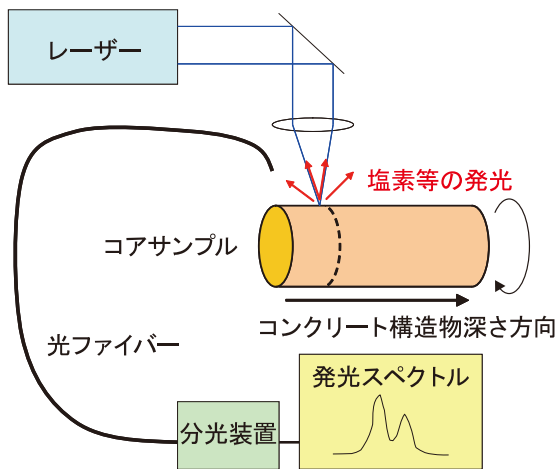 レーザー
塩素等の発光
コアサンプル
コンクリート構造物深さ方向
光ファイバー
発光スペクトル
分光装置